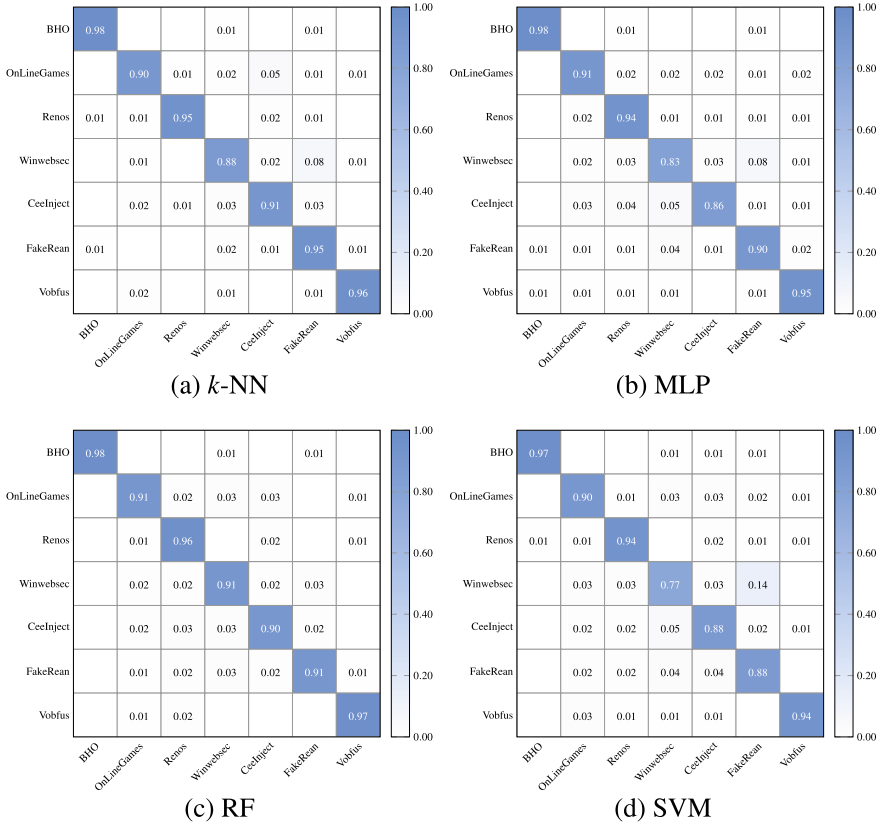 BHO 0.98 0.01 0.01
OnLineGames 0.90 0.01 0.02 0.05 0.01 0.01
Renos 0.01 0.01 0.95 0.02 0.01
Winwebsec 0.01 0.88 0.02 0.08 0.01
CeeInject 0.02 0.01 0.03 0.91 0.03
FakeRean 0.01 0.02 0.01 0.95 0.01
Vobfus 0.02 0.01 0.01 0.96
BHO OnLineGames Renos Winwebsec CeeInject FakeRean Vobfus
1.00
0.80
0.60
0.40
0.20
0.00
(a) k-NN
BHO 0.98 0.01 0.01
OnLineGames 0.91 0.02 0.02 0.02 0.01 0.02
Renos 0.02 0.94 0.01 0.01 0.01 0.01
Winwebsec 0.02 0.03 0.83 0.03 0.08 0.01
CeeInject 0.03 0.04 0.05 0.86 0.01 0.01
FakeRean 0.01 0.01 0.01 0.04 0.01 0.90 0.02
Vobfus 0.01 0.01 0.01 0.01 0.01 0.95
BHO OnLineGames Renos Winwebsec CeeInject FakeRean Vobfus
1.00
0.80
0.60
0.40
0.20
0.00
(b) MLP
BHO 0.98 0.01 0.01
OnLineGames 0.91 0.02 0.03 0.03 0.01
Renos 0.01 0.96 0.02 0.01
Winwebsec 0.02 0.02 0.91 0.02 0.03
CeeInject 0.02 0.03 0.03 0.90 0.02
FakeRean 0.01 0.02 0.03 0.02 0.91 0.01
Vobfus 0.01 0.02 0.97
BHO OnLineGames Renos Winwebsec CeeInject FakeRean Vobfus
1.00
0.80
0.60
0.40
0.20
0.00
(c) RF
BHO 0.97 0.01 0.01 0.01
OnLineGames 0.90 0.01 0.03 0.03 0.02 0.01
Renos 0.01 0.01 0.94 0.02 0.01 0.01
Winwebsec 0.03 0.03 0.77 0.03 0.14
CeeInject 0.02 0.02 0.05 0.88 0.02 0.01
FakeRean 0.02 0.02 0.04 0.04 0.88
Vobfus 0.03 0.01 0.01 0.01 0.94
BHO OnLineGames Renos Winwebsec CeeInject FakeRean Vobfus
1.00
0.80
0.60
0.40
0.20
0.00
(d) SVM